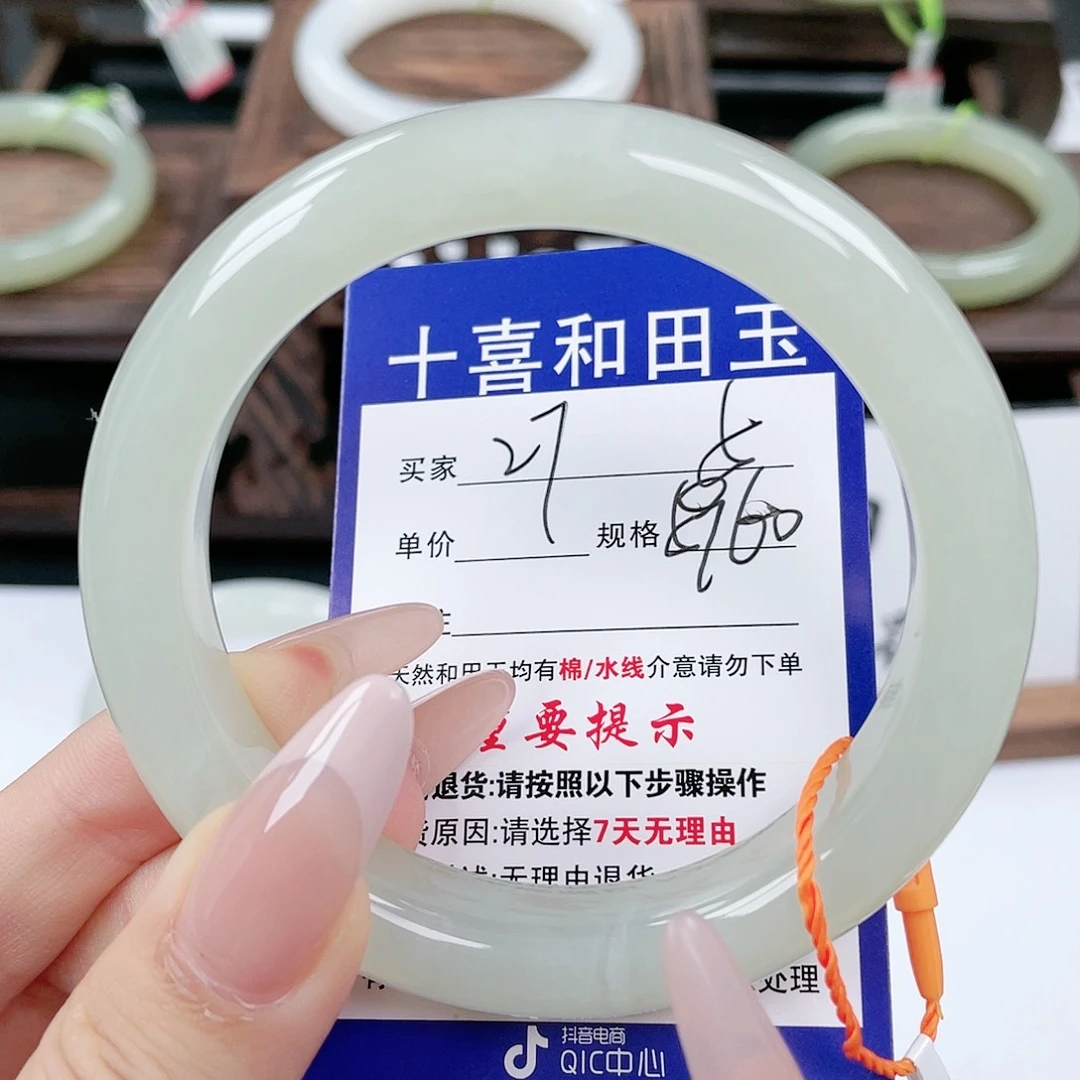 十喜和田玉
买家
单价 规格
天然和田玉均有棉/水线介意请勿下单
重要提示
退货:请按照以下步骤操作
货原因:请选择7天无理由
:无理由退货
处理
抖音电商
QIC中心